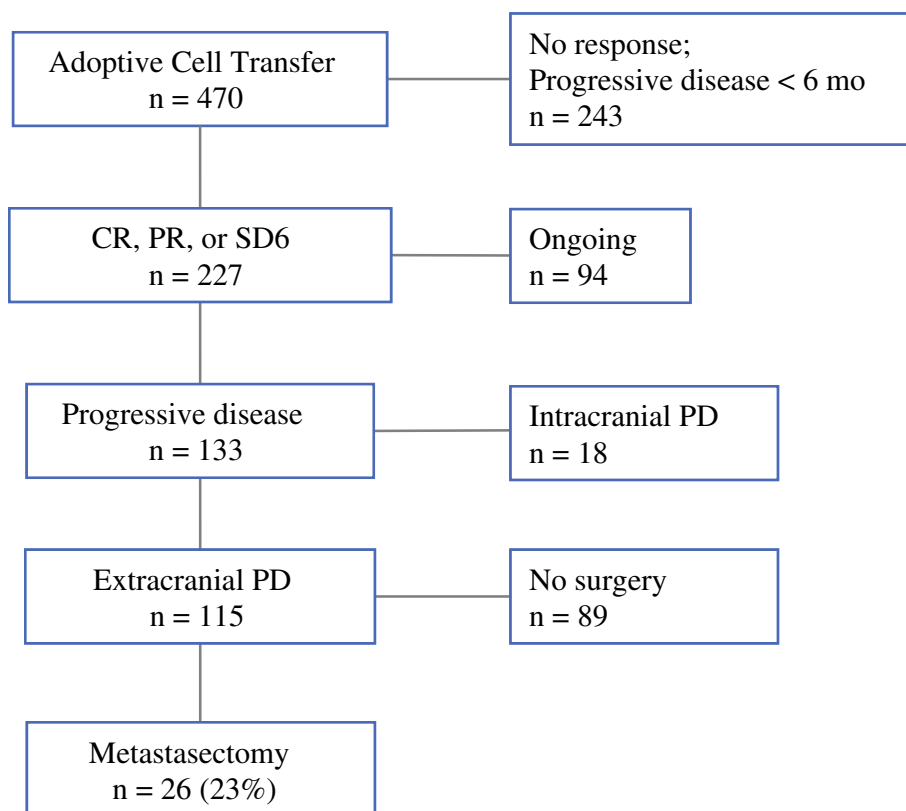 Adoptive Cell Transfer
n = 470
No response;
Progressive disease < 6 mo
n = 243
CR, PR, or SD6
n = 227
Ongoing
n = 94
Progressive disease
n = 133
Intracranial PD
n = 18
Extracranial PD
n = 115
No surgery
n = 89
Metastasectomy
n = 26 (23%)